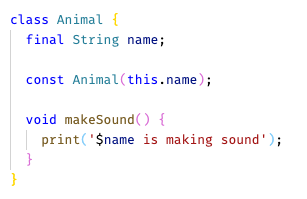 class Animal {
  final String name;

  const Animal(this.name);

  void makeSound() {
    print('$name is making sound');
  }
}